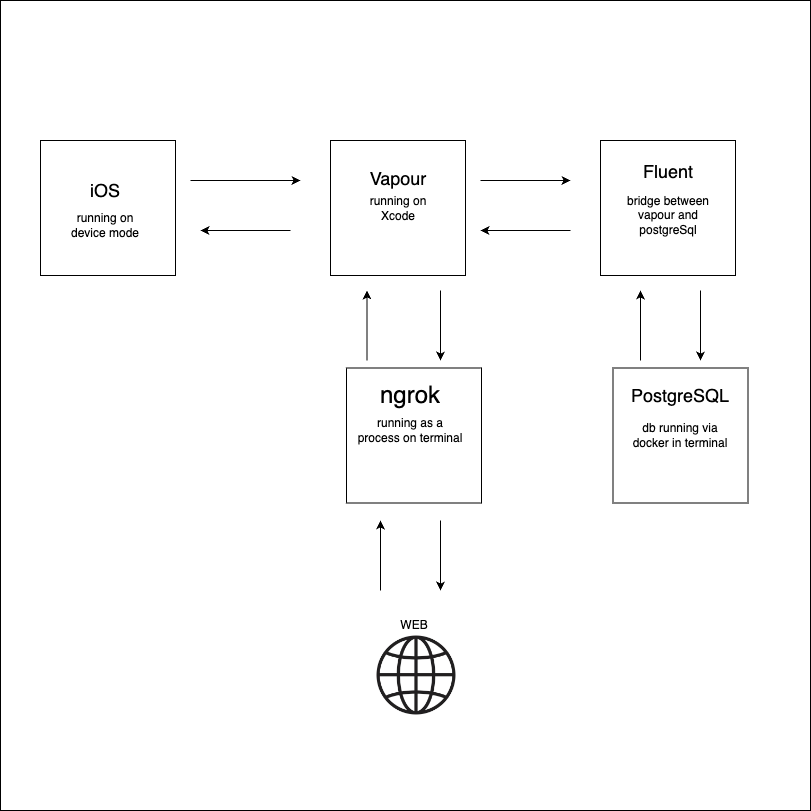 iOS
running on
device mode
Vapour
running on
Xcode
Fluent
bridge between
vapour and
postgreSql
ngrok
running as a
process on terminal
PostgreSQL
db running via
docker in terminal
WEB